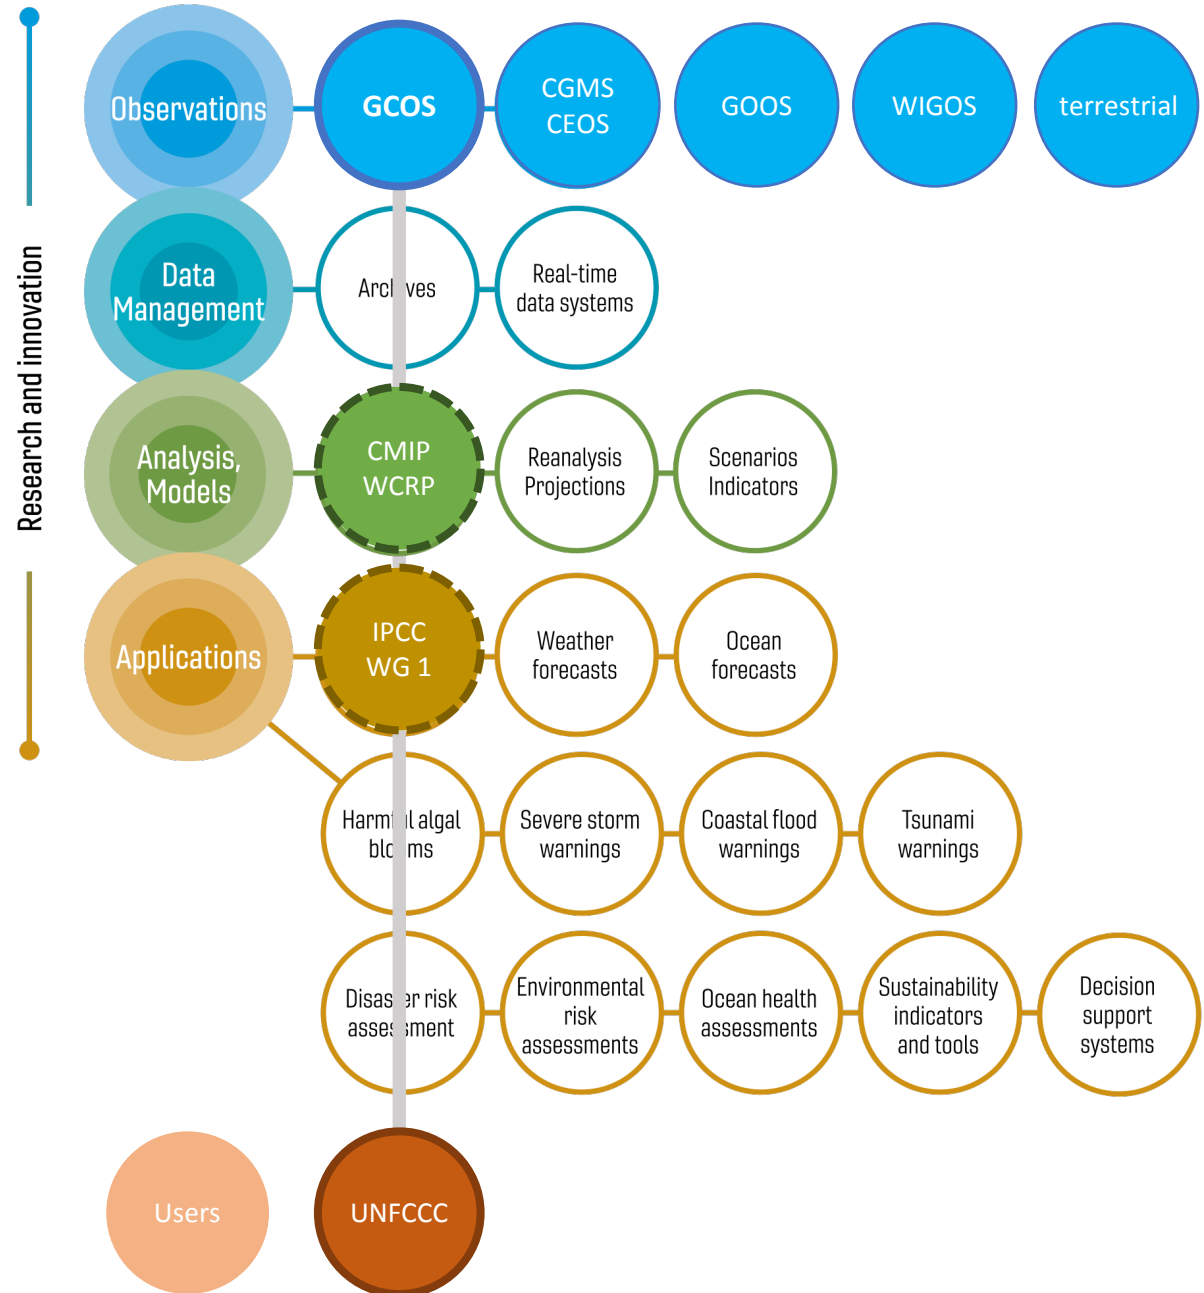 Research and innovation
Observations
GCOS
CGMS
CEOS
GOOS
WIGOS
terrestrial
Data
Management
Archives
Real-time
data systems
Analysis,
Models
CMIP
WCRP
Reanalysis
Projections
Scenarios
Indicators
Applications
IPCC
WG 1
Weather
forecasts
Ocean
forecasts
Harmful algal
blooms
Severe storm
warnings
Coastal flood
warnings
Tsunami
warnings
Disaster risk
assessment
Environmental
risk
assessments
Ocean health
assessments
Sustainability
indicators
and tools
Decision
support
systems
Users
UNFCCC